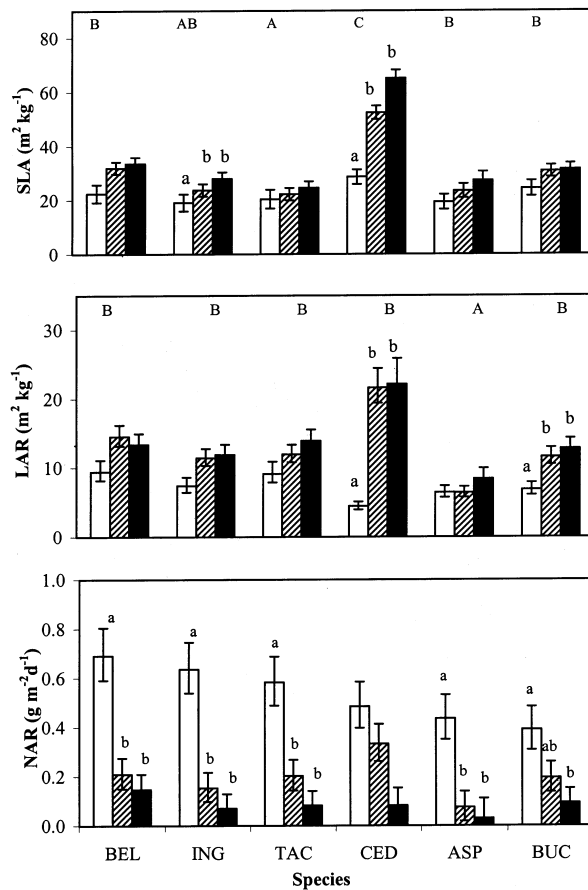 B AB A C B B
80
60
40
20
0
SLA (m² kg⁻¹)
b
b
a
b b
a
B B B B A B
30
20
10
0
LAR (m² kg⁻¹)
b b
a
b
b
a
1.0
0.8
0.6
0.4
0.2
0.0
NAR (g m⁻²d⁻¹)
a a a a a
b b b b b b b b ab b
BEL ING TAC CED ASP BUC
Species